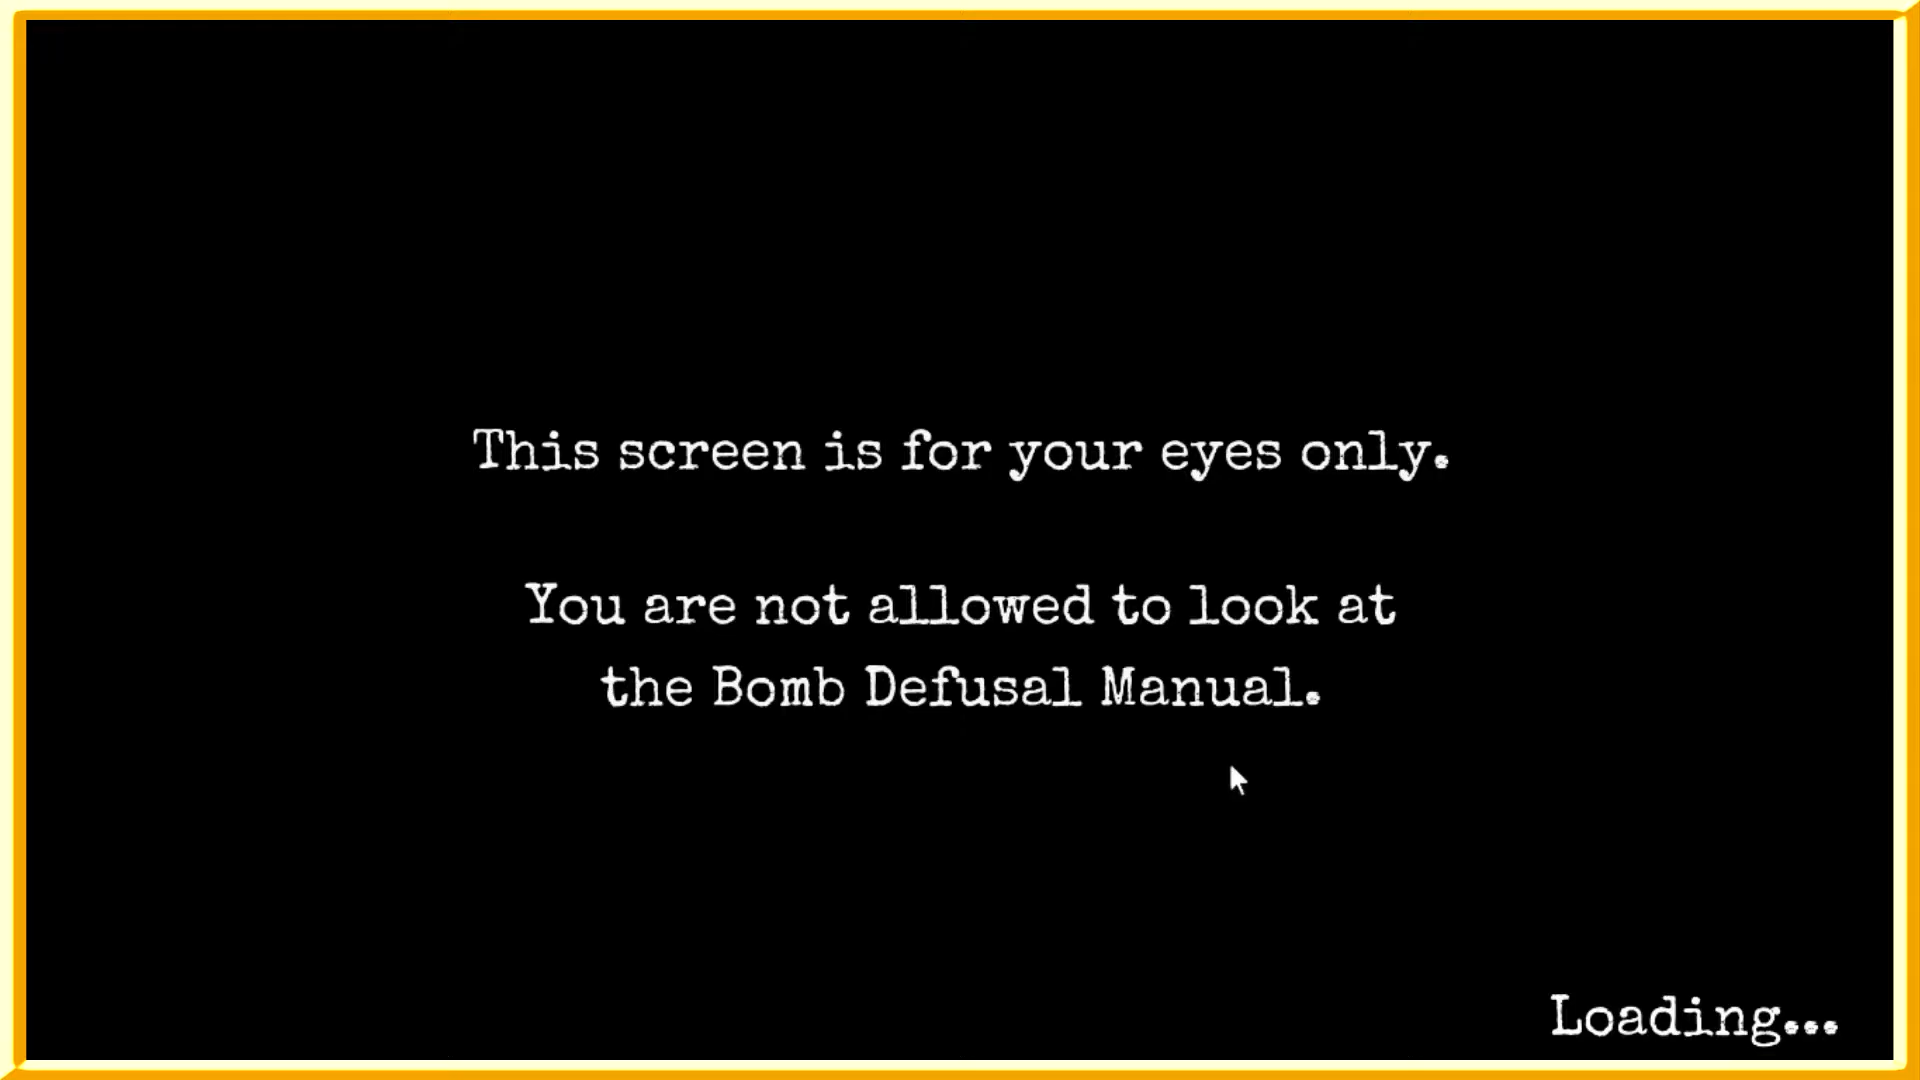 This screen is for your eyes only.
You are not allowed to look at
the Bomb Defusal Manual.
Loading...